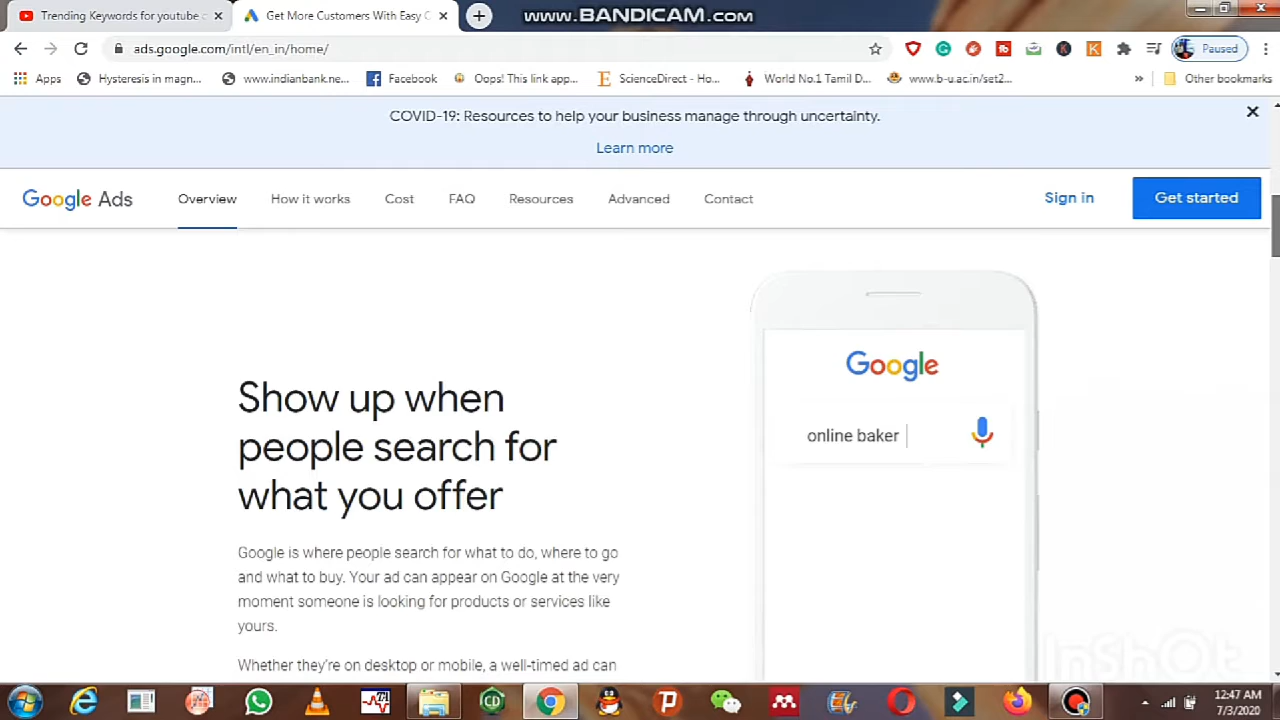 Trending Keywords for youtube c
Get More Customers With Easy C
www.BANDICAM.com
ads.google.com/intl/en_in/home/
Paused
Apps
Hysteresis in magn...
www.indianbank.ne...
Facebook
Oops! This link app...
ScienceDirect - Ho...
World No.1 Tamil D...
www.b-u.ac.in/set2...
»
Other bookmarks
COVID-19: Resources to help your business manage through uncertainty.
Learn more
Google Ads
Overview
How it works
Cost
FAQ
Resources
Advanced
Contact
Sign in
Get started
Google
online baker
Show up when
people search for
what you offer
Google is where people search for what to do, where to go
and what to buy. Your ad can appear on Google at the very
moment someone is looking for products or services like
yours.
Whether they're on desktop or mobile, a well-timed ad can
InShOt
12:47 AM
7/3/2020